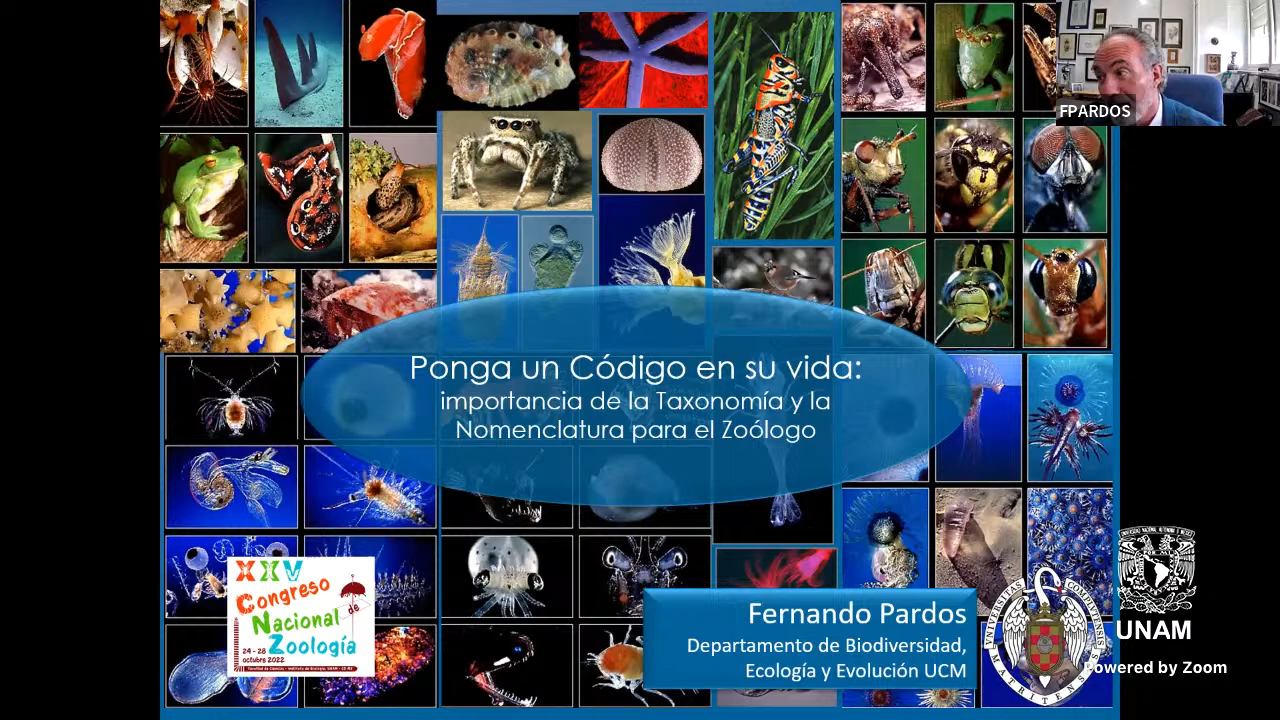 FPARDOS
Ponga un Código en su vida:
importancia de la Taxonomía y la
Nomenclatura para el Zoólogo
XXV
Congreso
Nacional de
Zoología
24 - 28
octubre 2022
Fernando Pardos
Departamento de Biodiversidad,
Ecología y Evolución UCM
UNAM
Powered by Zoom